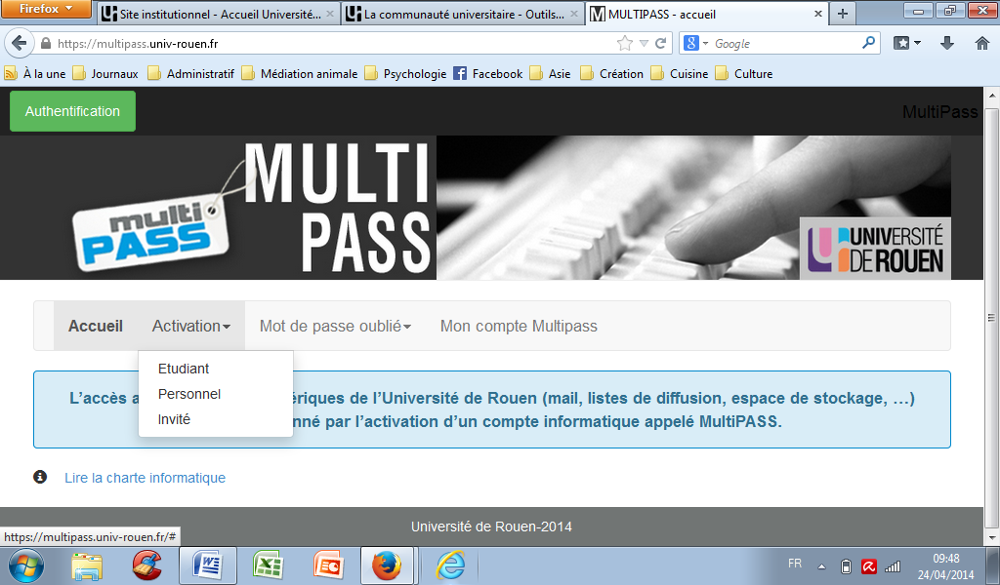 Firefox
Site institutionnel - Accueil Université...
La communauté universitaire - Outils...
MULTIPASS - accueil
https://multipass.univ-rouen.fr
Google
À la une
Journaux
Administratif
Médiation animale
Psychologie
Facebook
Asie
Création
Cuisine
Culture
Authentification
MultiPass
multi
PASS
MULTI
PASS
UNIVERSITÉ
DE ROUEN
Accueil
Activation
Mot de passe oublié
Mon compte Multipass
Etudiant
Personnel
Invité
L'accès a
ériques de l'Université de Rouen (mail, listes de diffusion, espace de stockage, …)
nné par l'activation d'un compte informatique appelé MultiPASS.
Lire la charte informatique
Université de Rouen-2014
https://multipass.univ-rouen.fr/#
FR
09:48
24/04/2014